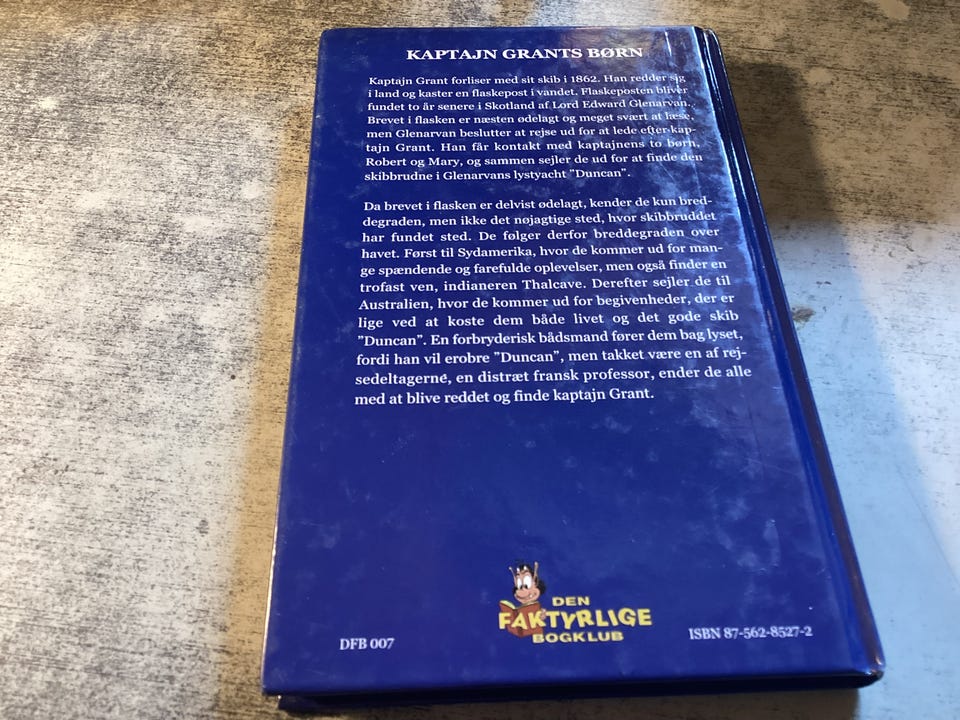 KAPTAJN GRANTS BØRN
Kaptajn Grant forliser med sit skib i 1862. Han redder sig
i land og kaster en flaskepost i vandet. Flaskeposten bliver
fundet to år senere i Skotland af Lord Edward Glenarvan.
Brevet i flasken er næsten ødelagt og meget svært at læse,
men Glenarvan beslutter at rejse ud for at lede efter kap-
tajn Grant. Han får kontakt med kaptajnens to børn,
Robert og Mary, og sammen sejler de ud for at finde den
skibbrudne i Glenarvans lystyacht "Duncan".
Da brevet i flasken er delvist ødelagt, kender de kun bred-
degraden, men ikke det nøjagtige sted, hvor skibbruddet
har fundet sted. De følger derfor breddegraden over
havet. Først til Sydamerika, hvor de kommer ud for man-
ge spændende og farefulde oplevelser, men også finder en
trofast ven, indianeren Thalcave. Derefter sejler de til
Australien, hvor de kommer ud for begivenheder, der er
lige ved at koste dem både livet og det gode skib
"Duncan". En forbryderisk bådsmand fører dem bag lyset,
fordi han vil erobre "Duncan", men takket være en af rej-
sedeltagerne, en distræt fransk professor, ender de alle
med at blive reddet og finde kaptajn Grant.
DEN
FAKTYRLIGE
BOGKLUB
DFB 007
ISBN 87-562-8527-2